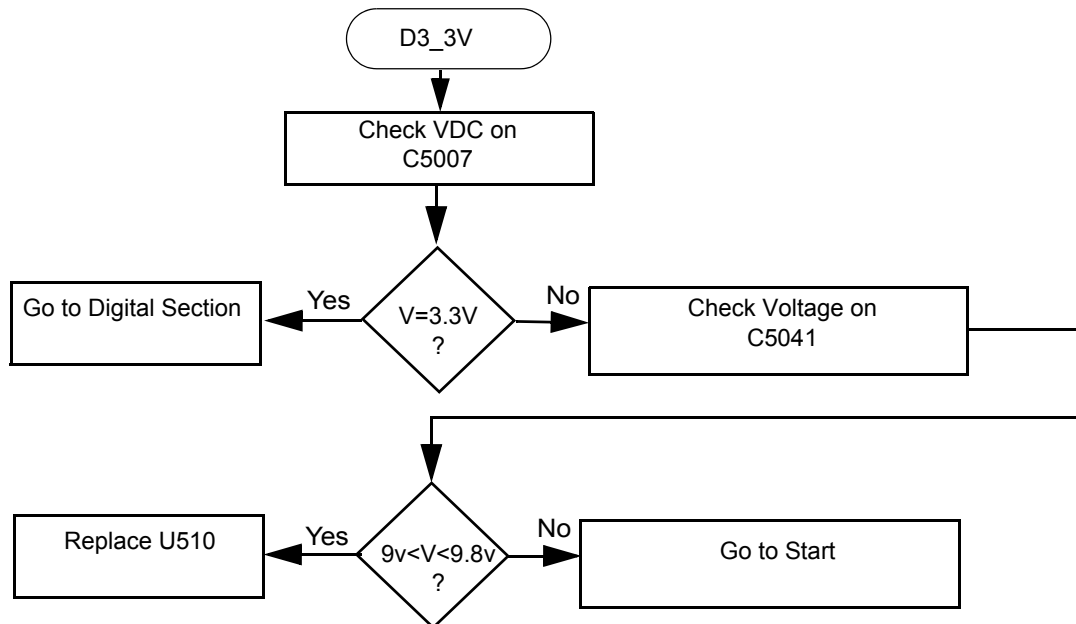 D3_3V
Check VDC on
C5007
Go to Digital Section
Yes
V=3.3V
?
No
Check Voltage on
C5041
Replace U510
Yes
9v<V<9.8v
?
No
Go to Start